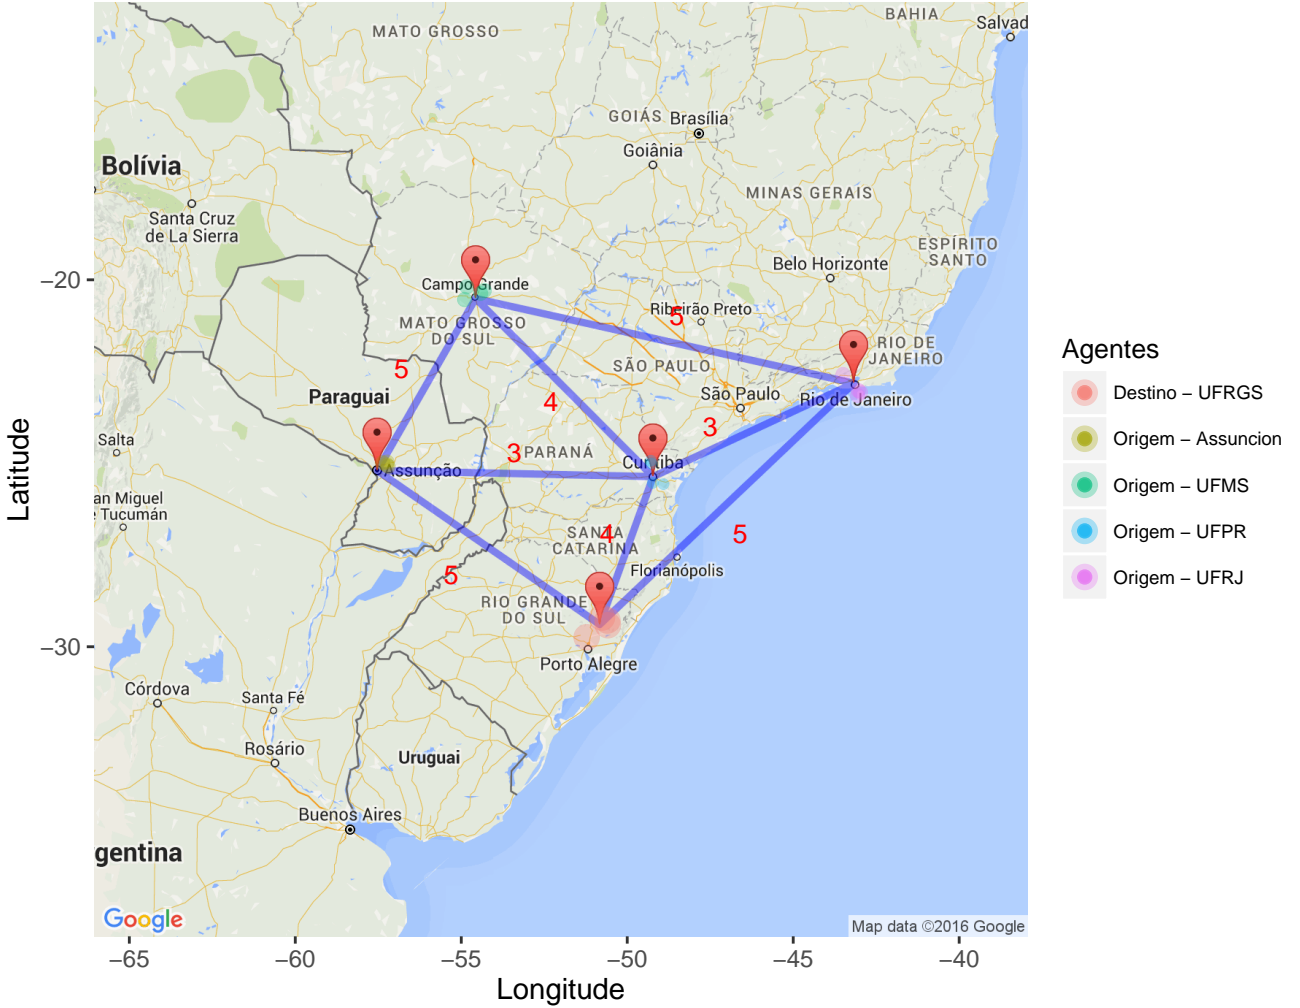 MATO GROSSO
BAHIA
Salvad
GOIÁS
Brasília
Goiânia
Bolívia
MINAS GERAIS
Santa Cruz
de La Sierra
ESPÍRITO
SANTO
Belo Horizonte
−20
Campo Grande
Ribeirão Preto
5
MATO GROSSO
DO SUL
RIO DE
JANEIRO
SÃO PAULO
5
Paraguai
São Paulo
Rio de Janeiro
4
3
Salta
3
PARANÁ
Curitiba
Assunção
an Miguel
e Tucumán
SANTA
CATARINA
4
5
Florianópolis
5
RIO GRANDE
DO SUL
−30
Porto Alegre
Córdova
Santa Fé
Rosário
Uruguai
Buenos Aires
gentina
Google
Map data ©2016 Google
−65
−60
−55
−50
−45
−40
Longitude
Latitude
Agentes
Destino − UFRGS
Origem − Assuncion
Origem − UFMS
Origem − UFPR
Origem − UFRJ